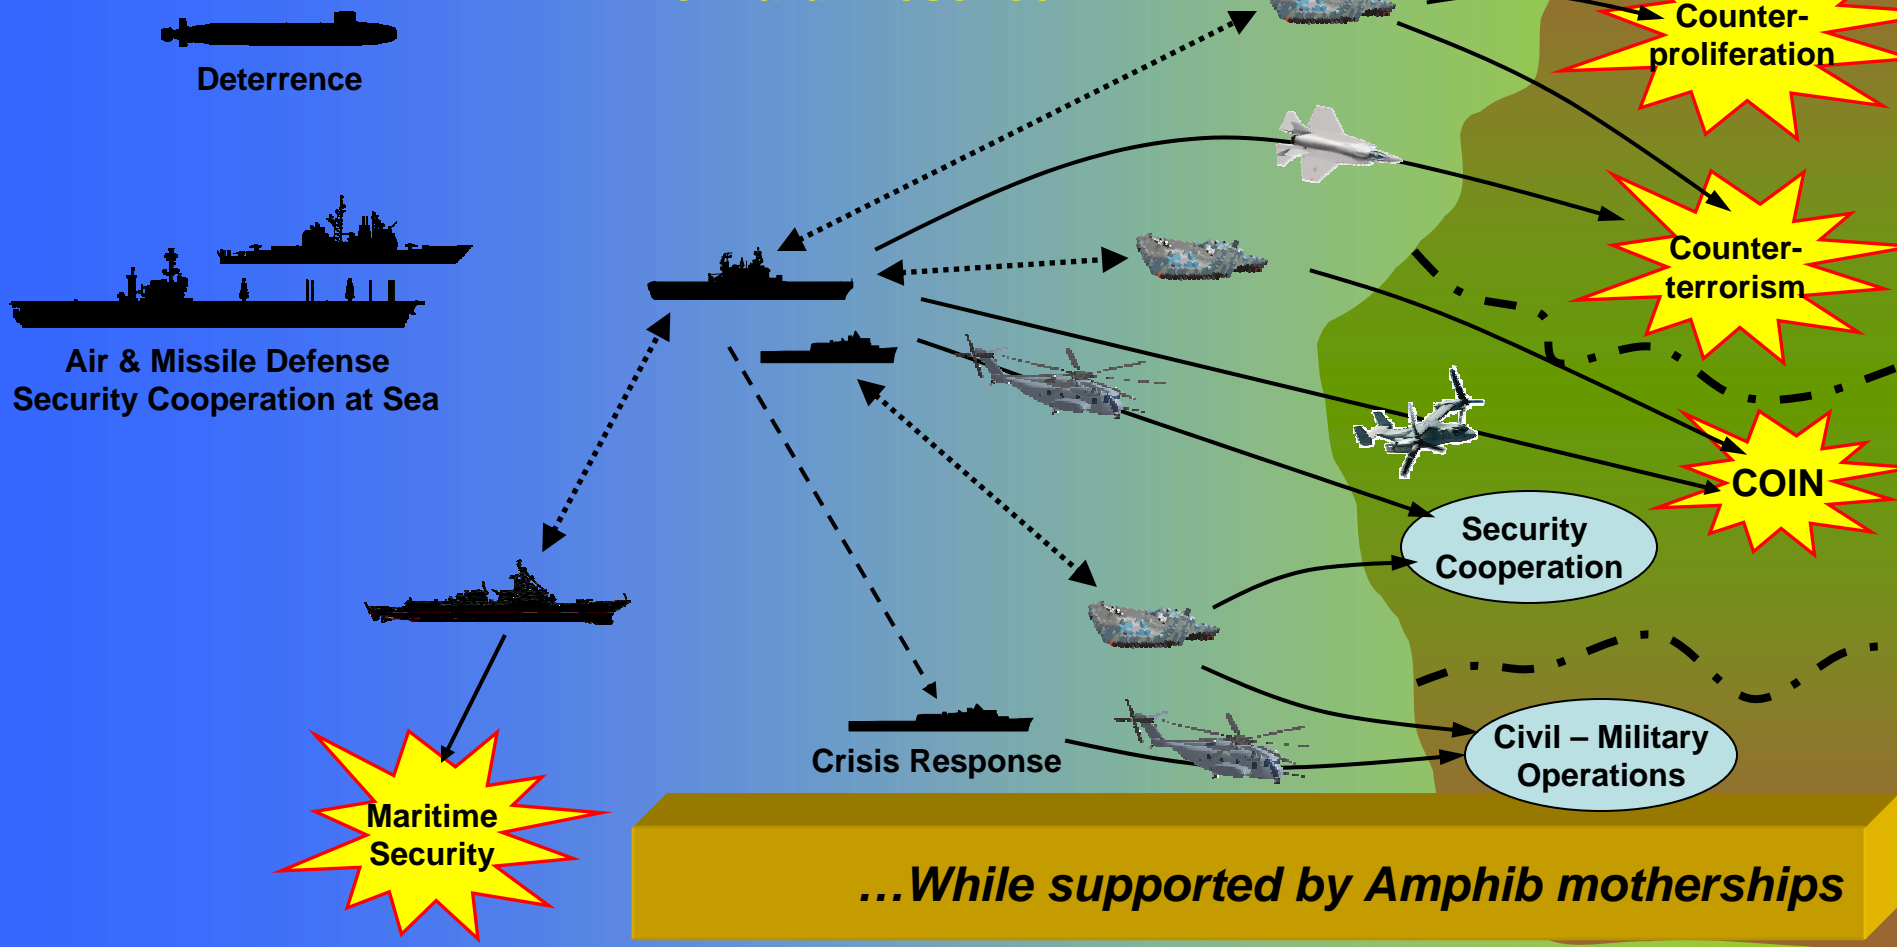 Counter-
proliferation
Deterrence
Counter-
terrorism
Air & Missile Defense
Security Cooperation at Sea
COIN
Security
Cooperation
Civil – Military
Operations
Crisis Response
Maritime
Security
…While supported by Amphib motherships